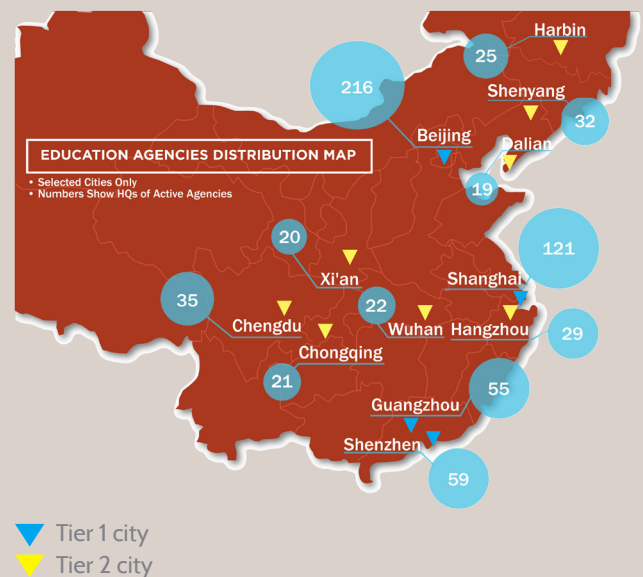 Harbin
25
216
Shenyang
32
Beijing
Dalian
EDUCATION AGENCIES DISTRIBUTION MAP
• Selected Cities Only
• Numbers Show HQs of Active Agencies
19
20
121
Xi'an
Shanghai
35
22
Chengdu
Wuhan
Hangzhou
29
Chongqing
21
55
Guangzhou
Shenzhen
59
Tier 1 city
Tier 2 city